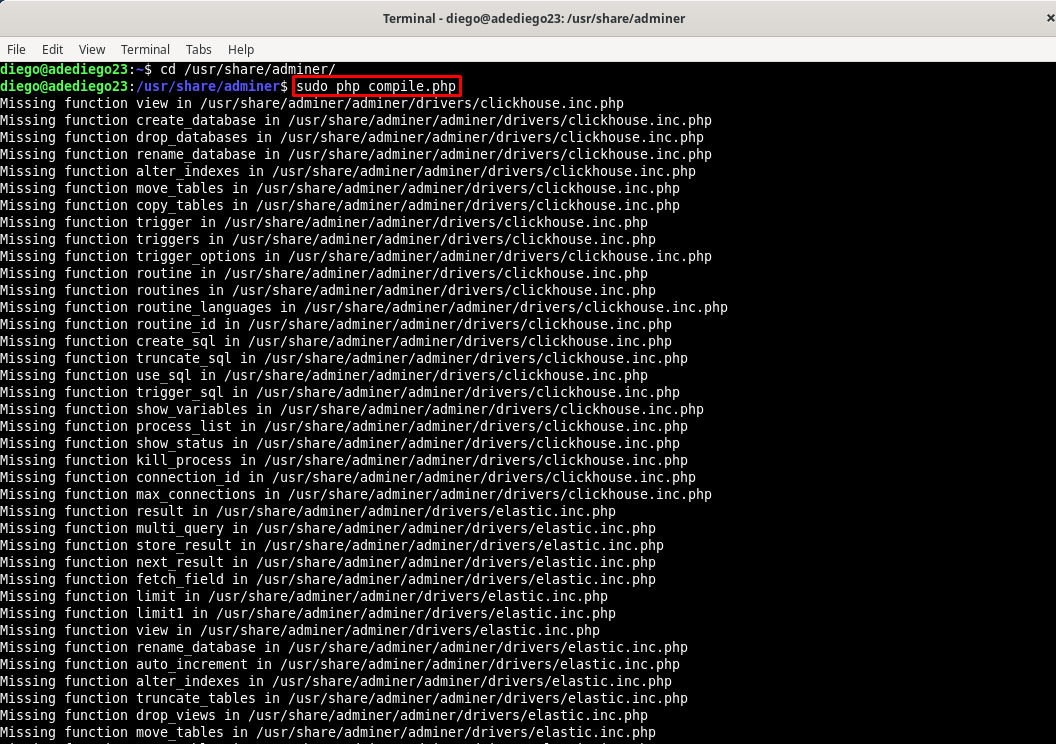 Terminal - diego@adediego23: /usr/share/adminer
File Edit View Terminal Tabs Help
diego@adediego23:~$ cd /usr/share/adminer/
diego@adediego23:/usr/share/adminer$ sudo php compile.php
Missing function view in /usr/share/adminer/adminer/drivers/clickhouse.inc.php
Missing function create_database in /usr/share/adminer/adminer/drivers/clickhouse.inc.php
Missing function drop_databases in /usr/share/adminer/adminer/drivers/clickhouse.inc.php
Missing function rename_database in /usr/share/adminer/adminer/drivers/clickhouse.inc.php
Missing function alter_indexes in /usr/share/adminer/adminer/drivers/clickhouse.inc.php
Missing function move_tables in /usr/share/adminer/adminer/drivers/clickhouse.inc.php
Missing function copy_tables in /usr/share/adminer/adminer/drivers/clickhouse.inc.php
Missing function trigger in /usr/share/adminer/adminer/drivers/clickhouse.inc.php
Missing function triggers in /usr/share/adminer/adminer/drivers/clickhouse.inc.php
Missing function trigger_options in /usr/share/adminer/adminer/drivers/clickhouse.inc.php
Missing function routine in /usr/share/adminer/adminer/drivers/clickhouse.inc.php
Missing function routines in /usr/share/adminer/adminer/drivers/clickhouse.inc.php
Missing function routine_languages in /usr/share/adminer/adminer/drivers/clickhouse.inc.php
Missing function routine_id in /usr/share/adminer/adminer/drivers/clickhouse.inc.php
Missing function create_sql in /usr/share/adminer/adminer/drivers/clickhouse.inc.php
Missing function truncate_sql in /usr/share/adminer/adminer/drivers/clickhouse.inc.php
Missing function use_sql in /usr/share/adminer/adminer/drivers/clickhouse.inc.php
Missing function trigger_sql in /usr/share/adminer/adminer/drivers/clickhouse.inc.php
Missing function show_variables in /usr/share/adminer/adminer/drivers/clickhouse.inc.php
Missing function process_list in /usr/share/adminer/adminer/drivers/clickhouse.inc.php
Missing function show_status in /usr/share/adminer/adminer/drivers/clickhouse.inc.php
Missing function kill_process in /usr/share/adminer/adminer/drivers/clickhouse.inc.php
Missing function connection_id in /usr/share/adminer/adminer/drivers/clickhouse.inc.php
Missing function max_connections in /usr/share/adminer/adminer/drivers/clickhouse.inc.php
Missing function result in /usr/share/adminer/adminer/drivers/elastic.inc.php
Missing function multi_query in /usr/share/adminer/adminer/drivers/elastic.inc.php
Missing function store_result in /usr/share/adminer/adminer/drivers/elastic.inc.php
Missing function next_result in /usr/share/adminer/adminer/drivers/elastic.inc.php
Missing function fetch_field in /usr/share/adminer/adminer/drivers/elastic.inc.php
Missing function limit in /usr/share/adminer/adminer/drivers/elastic.inc.php
Missing function limit1 in /usr/share/adminer/adminer/drivers/elastic.inc.php
Missing function view in /usr/share/adminer/adminer/drivers/elastic.inc.php
Missing function rename_database in /usr/share/adminer/adminer/drivers/elastic.inc.php
Missing function auto_increment in /usr/share/adminer/adminer/drivers/elastic.inc.php
Missing function alter_indexes in /usr/share/adminer/adminer/drivers/elastic.inc.php
Missing function truncate_tables in /usr/share/adminer/adminer/drivers/elastic.inc.php
Missing function drop_views in /usr/share/adminer/adminer/drivers/elastic.inc.php
Missing function move_tables in /usr/share/adminer/adminer/drivers/elastic.inc.php